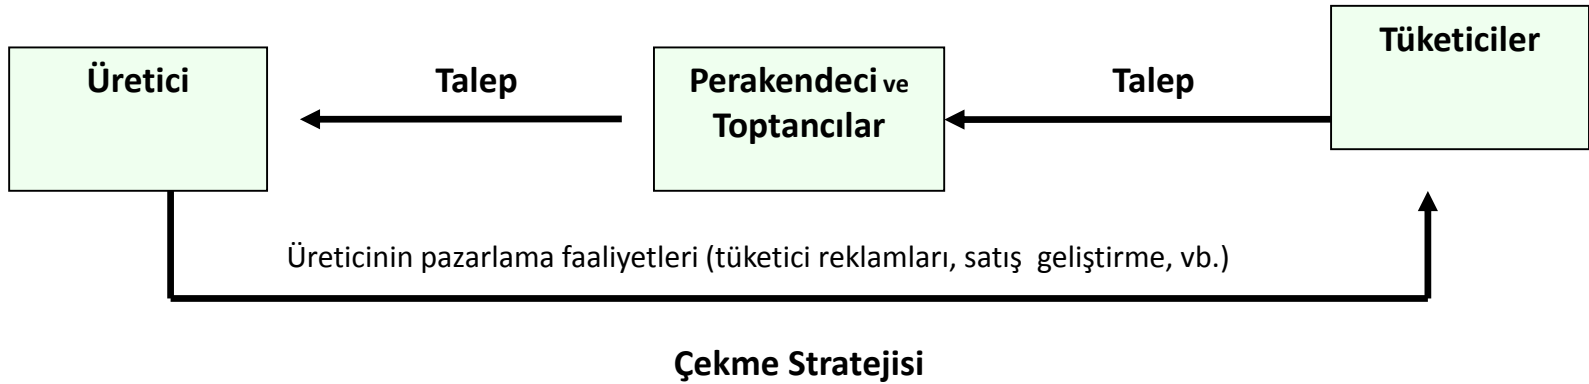 Üretici
Talep
Perakendeci ve
Toptancılar
Talep
Tüketiciler
Üreticinin pazarlama faaliyetleri (tüketici reklamları, satış geliştirme, vb.)
Çekme Stratejisi